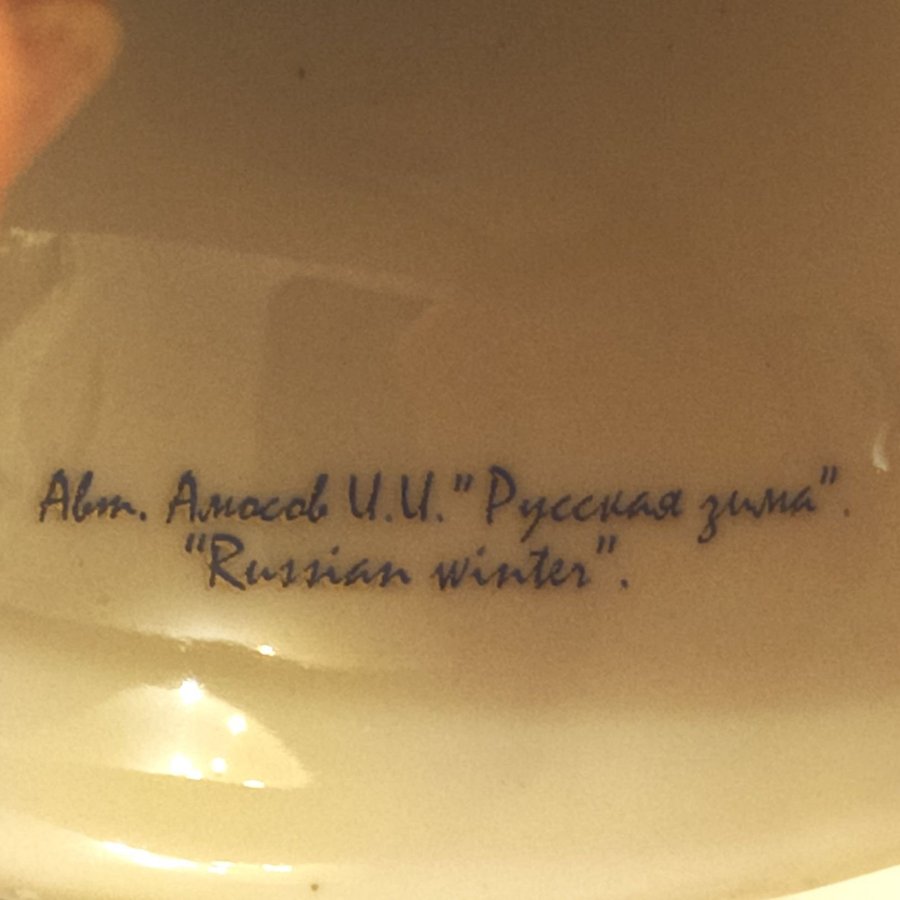 Авт. Амосов И.И. "Русская зима".
"Russian winter".